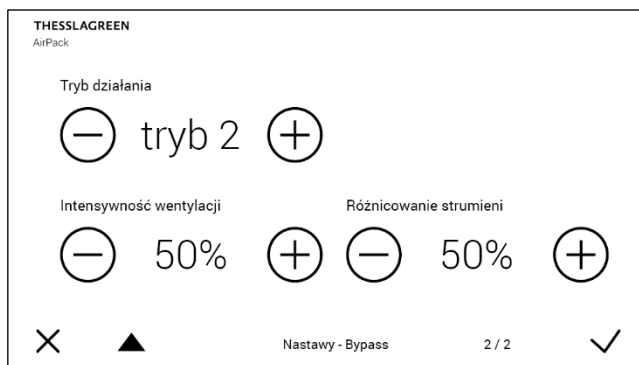 THESSLAGREEN
AirPack
Tryb działania
tryb 2
Intensywność wentylacji Różnicowanie strumieni
50% 50%
Nastawy - Bypass 2 / 2